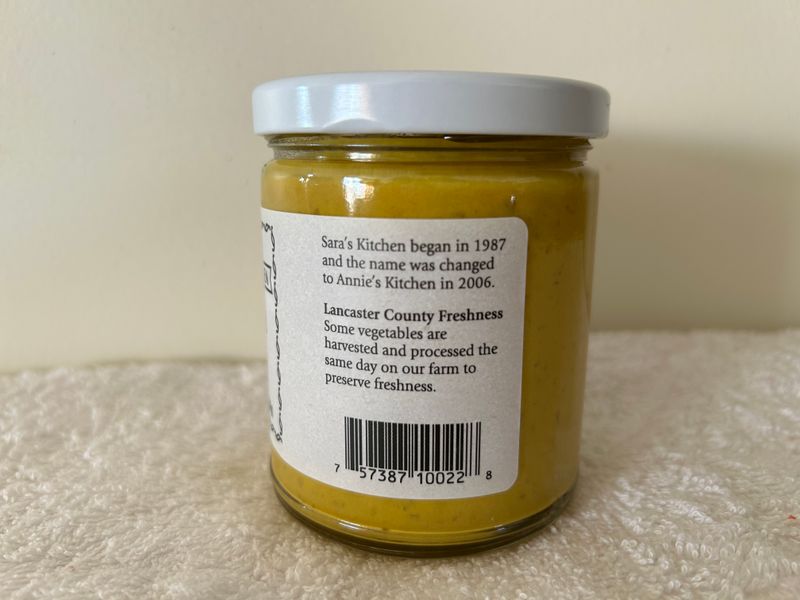 Sara's Kitchen began in 1987
and the name was changed
to Annie's Kitchen in 2006.
Lancaster County Freshness
Some vegetables are
harvested and processed the
same day on our farm to
preserve freshness.
7 57387 10022 8